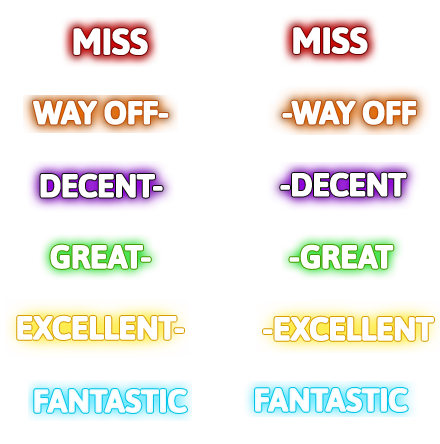 MISS MISS
WAY OFF- -WAY OFF
DECENT- -DECENT
GREAT- -GREAT
EXCELLENT- -EXCELLENT
FANTASTIC FANTASTIC